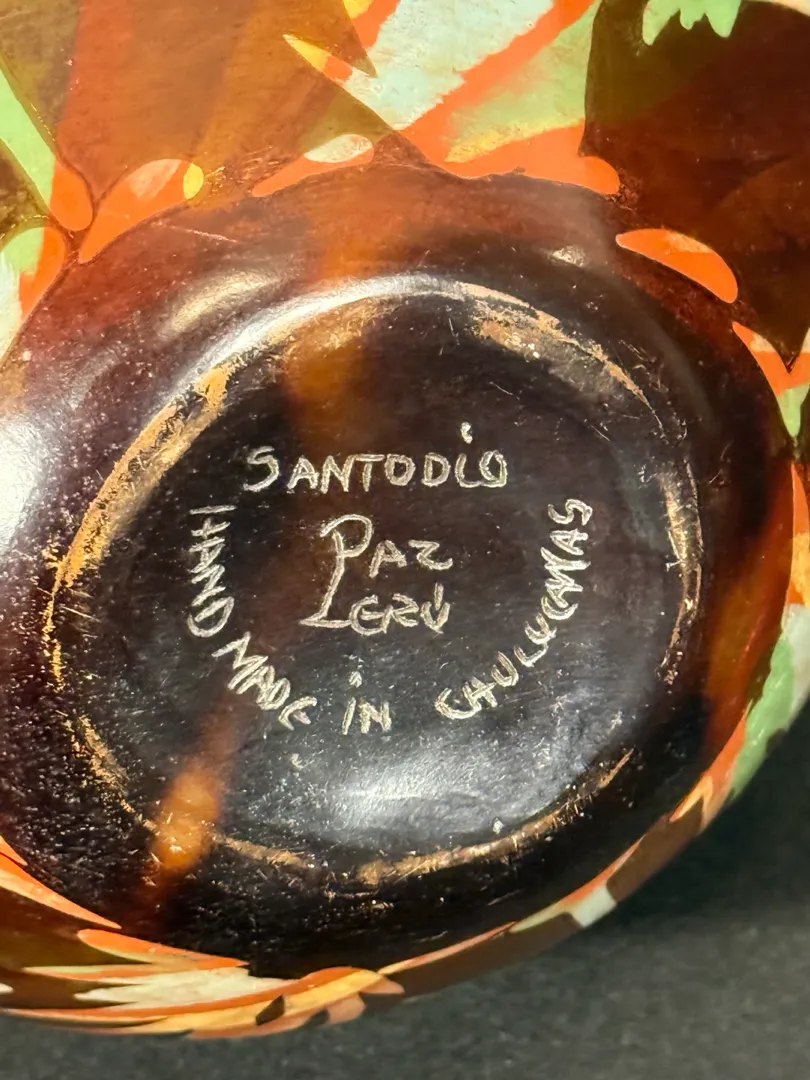 SANTODIO
PAZ
PERÚ
HAND MADE IN CHULUCANAS